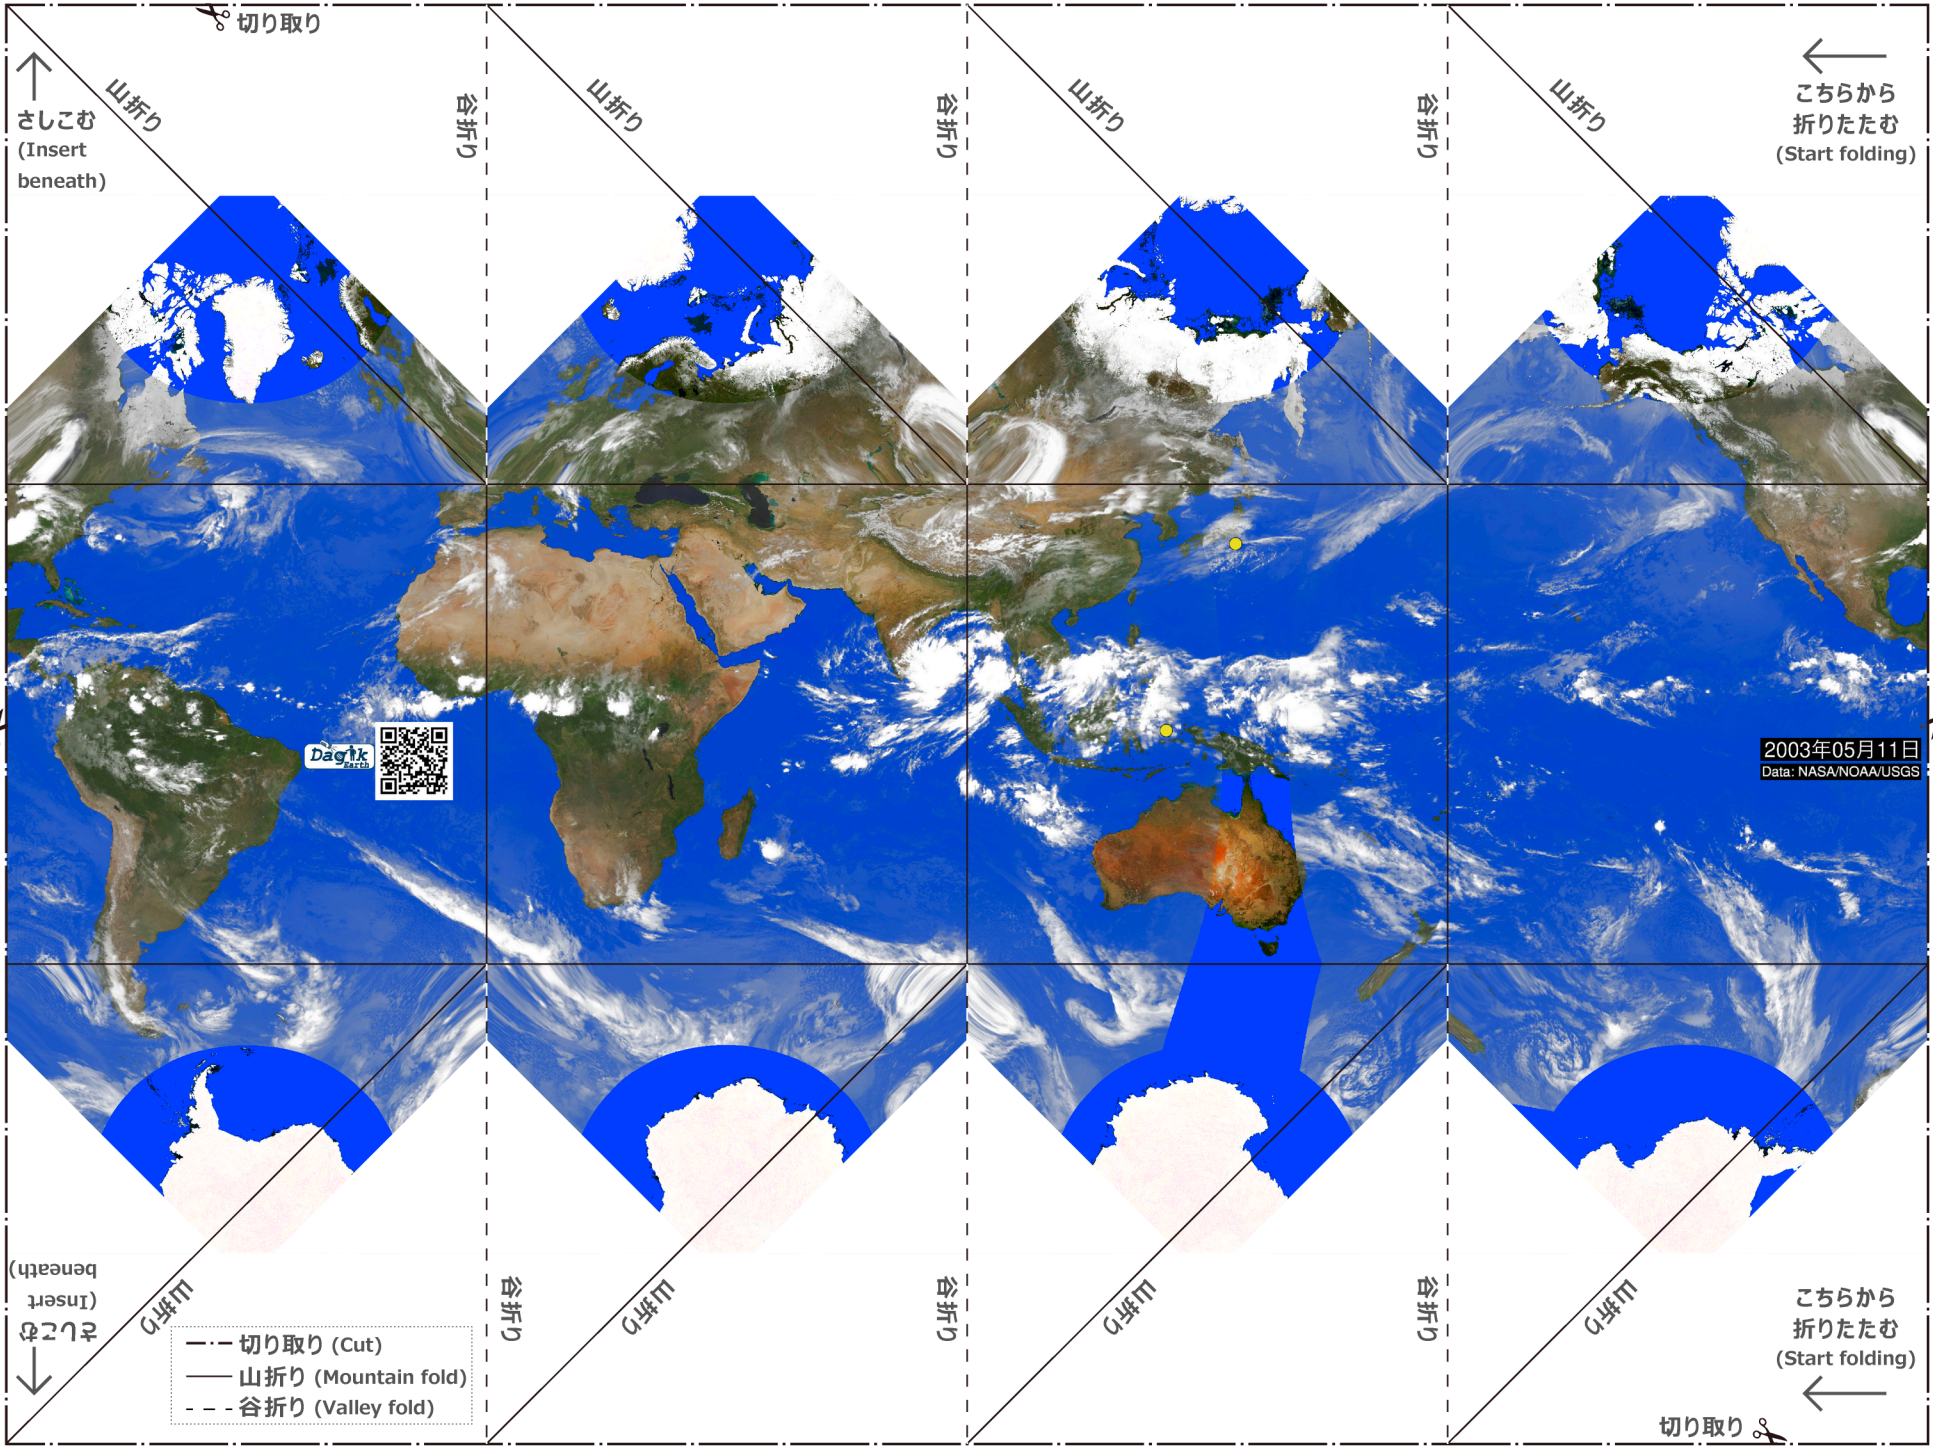 切り取り
山折り
谷折り
山折り
谷折り
山折り
谷折り
山折り
こちらから
折りたたむ
(Start folding)
さしこむ
(Insert
beneath)
Dagik
Earth
2003年05月11日
Data: NASA/NOAA/USGS
さしこむ
(Insert
beneath)
山折り
谷折り
山折り
谷折り
山折り
谷折り
山折り
こちらから
折りたたむ
(Start folding)
切り取り (Cut)
山折り (Mountain fold)
谷折り (Valley fold)
切り取り